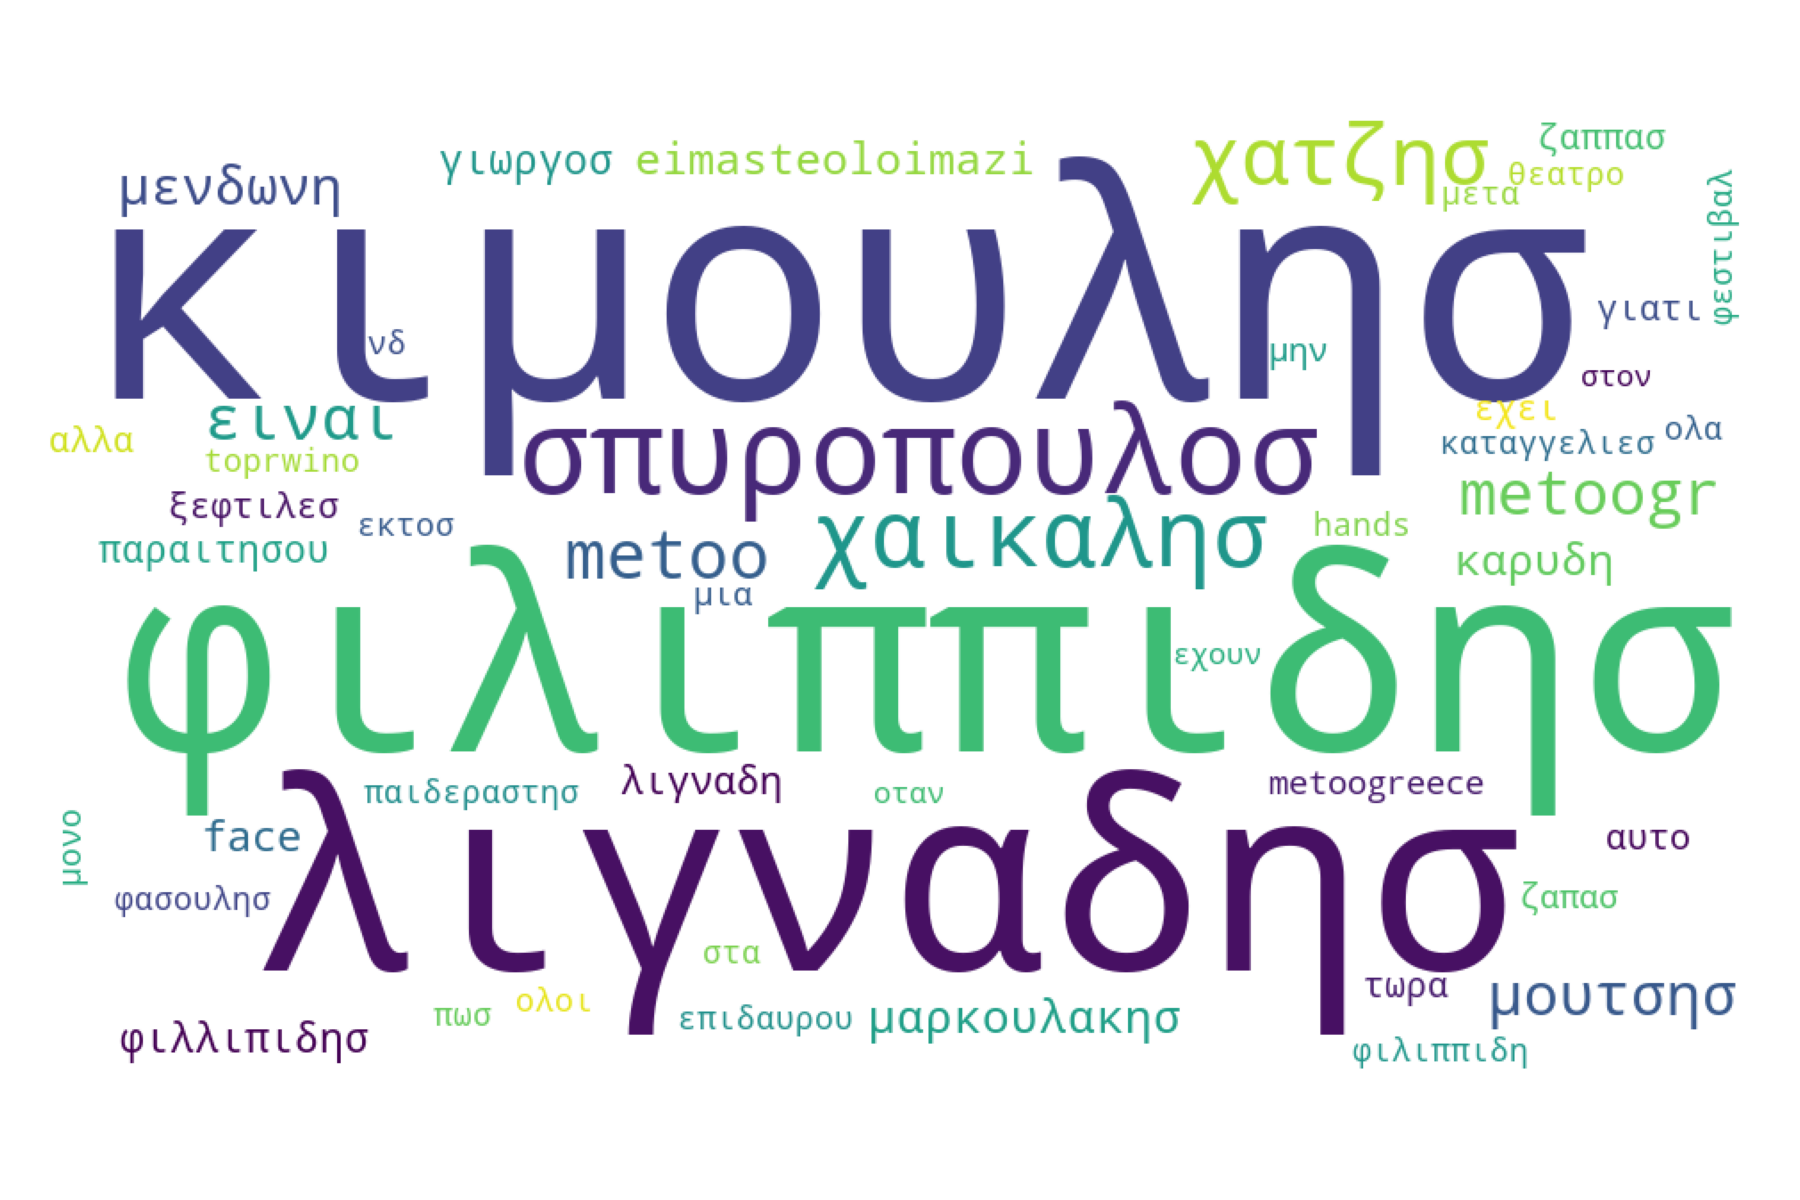 γιωργοσ eimasteoloimazi χατζησ ζαππασ
μενδωνη θεατρο
μετα
φεστιβαλ
κιμουλησ
γιατι
νδ μην
στον
ειναι εχει
αλλα σπυροπουλοσ καταγγελιεσ ολα
toprwino
ξεφτιλεσ metoogr
εκτοσ χαικαλησ hands
παραιτησου metoo καρυδη
μια
φιλιππιδησ
εχουν
παιδεραστησ λιγναδη οταν metoogreece
μονο
face αυτο
λιγναδησ
φασουλησ ζαπασ
στα
τωρα μουτσησ
πωσ ολοι επιδαυρου μαρκουλακησ
φιλλιπιδησ φιλιππιδη